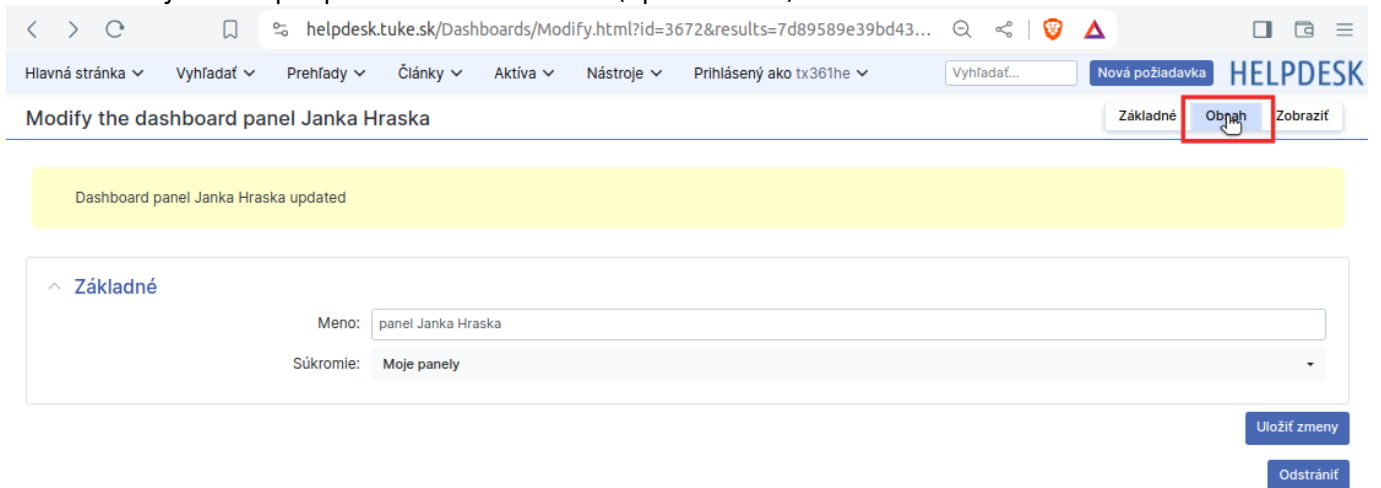 helpdesk.tuke.sk/Dashboards/Modify.html?id=3672&results=7d89589e39bd43...
Hlavná stránka Vyhľadať Prehľady Články Aktíva Nástroje Prihlásený ako tx361he Vyhľadať... Nová požiadavka HELPDESK
Modify the dashboard panel Janka Hraska Základné Obsah Zobraziť
Dashboard panel Janka Hraska updated
Základné
Meno: panel Janka Hraska
Súkromie: Moje panely
Uložiť zmeny
Odstrániť